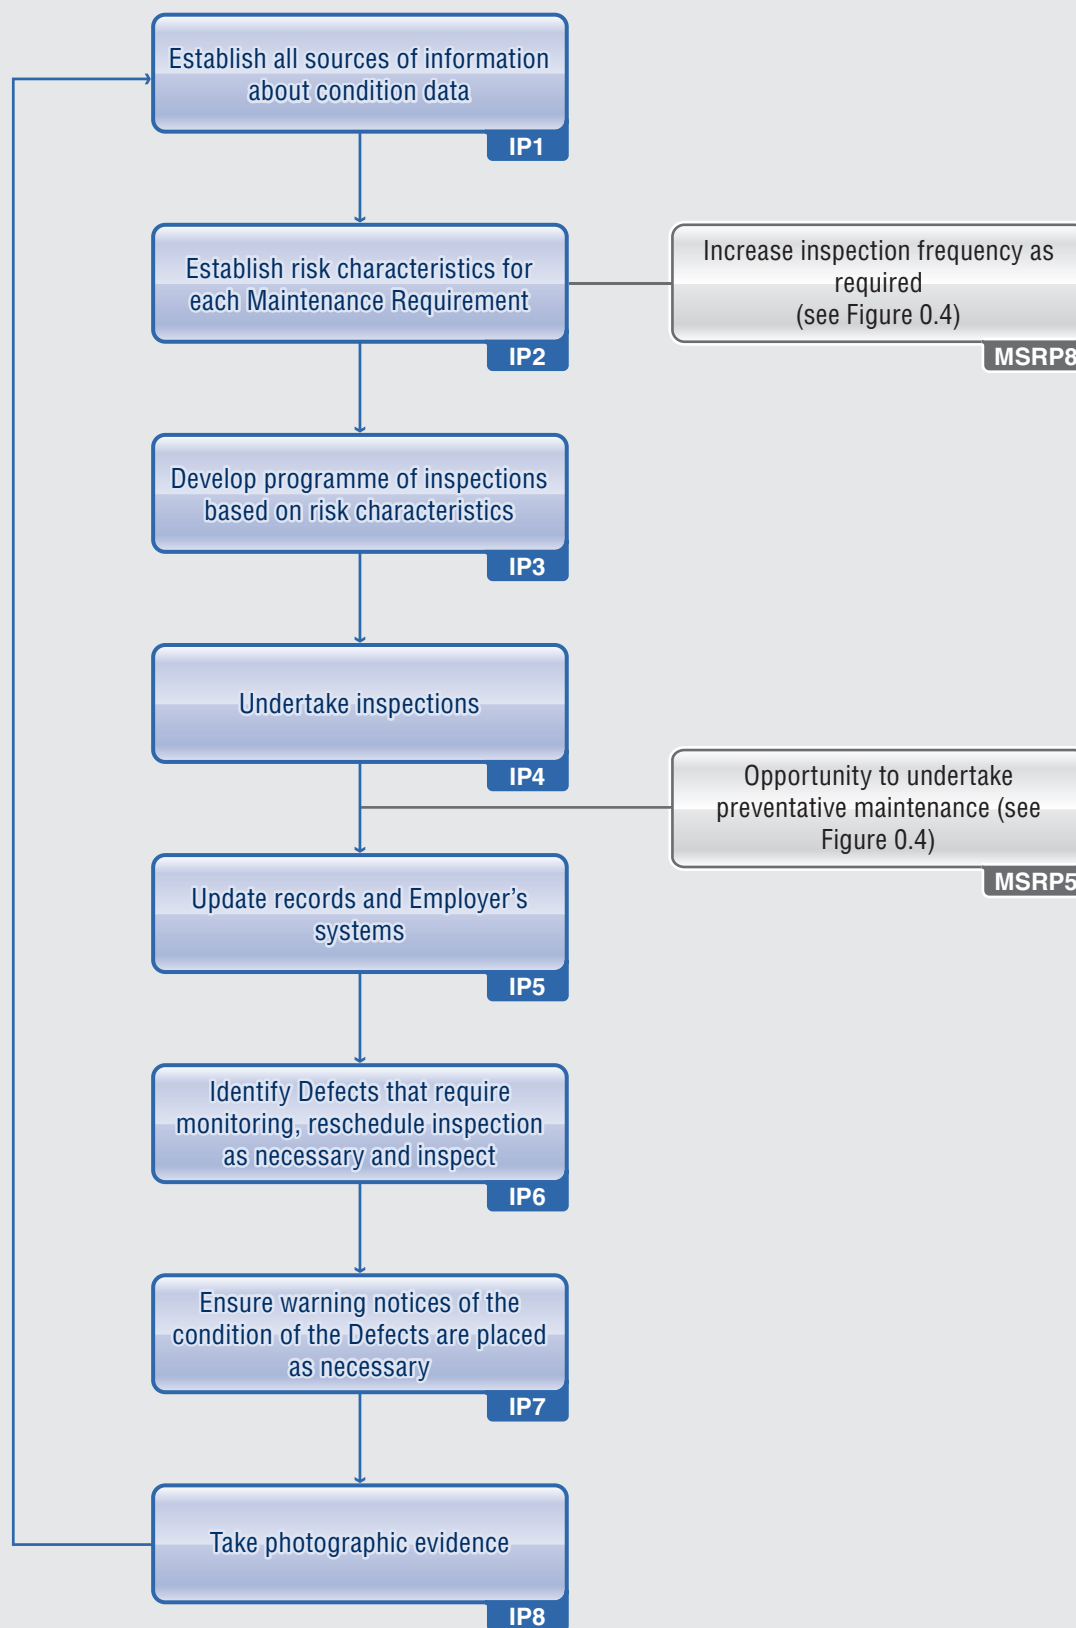 Establish all sources of information
about condition data
IP1
Establish risk characteristics for
each Maintenance Requirement
IP2
Increase inspection frequency as
required
(see Figure 0.4)
MSRP8
Develop programme of inspections
based on risk characteristics
IP3
Undertake inspections
IP4
Opportunity to undertake
preventative maintenance (see
Figure 0.4)
MSRP5
Update records and Employer's
systems
IP5
Identify Defects that require
monitoring, reschedule inspection
as necessary and inspect
IP6
Ensure warning notices of the
condition of the Defects are placed
as necessary
IP7
Take photographic evidence
IP8